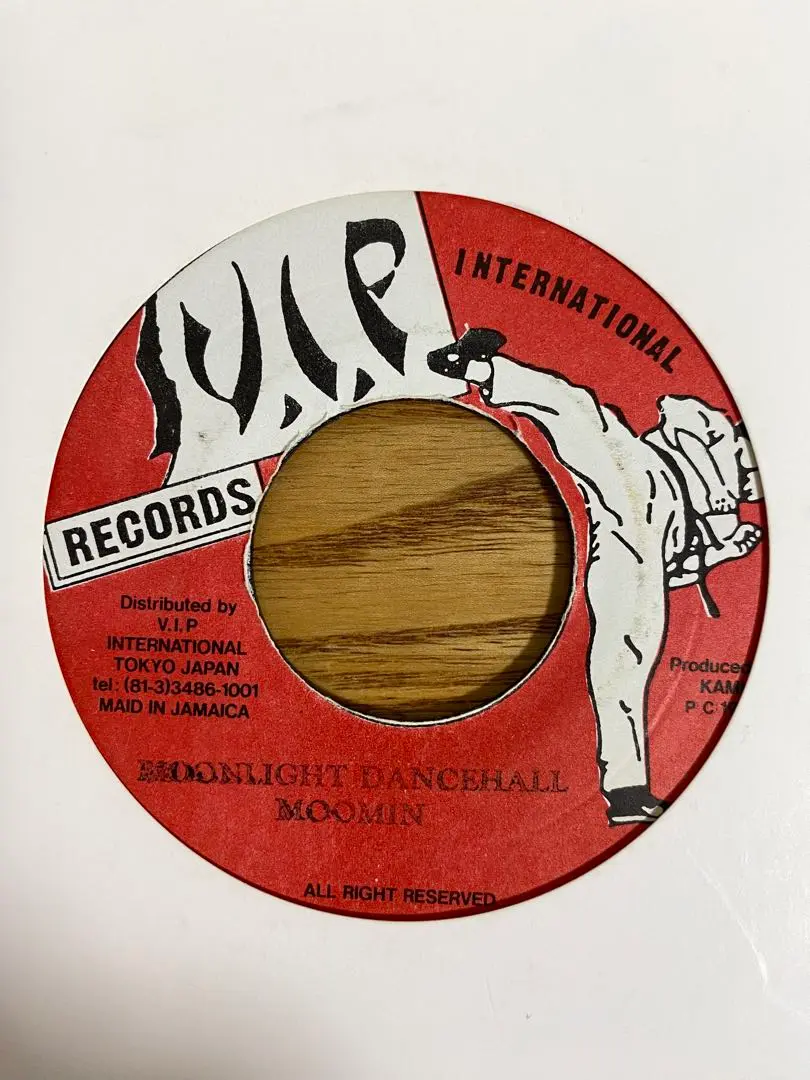 V.I.P
INTERNATIONAL
RECORDS
Distributed by
V.I.P
INTERNATIONAL
TOKYO JAPAN
tel: (81-3)3486-1001
MAID IN JAMAICA
Produced
P C
MOONLIGHT DANCEHALL
MOOMIN
ALL RIGHT RESERVED